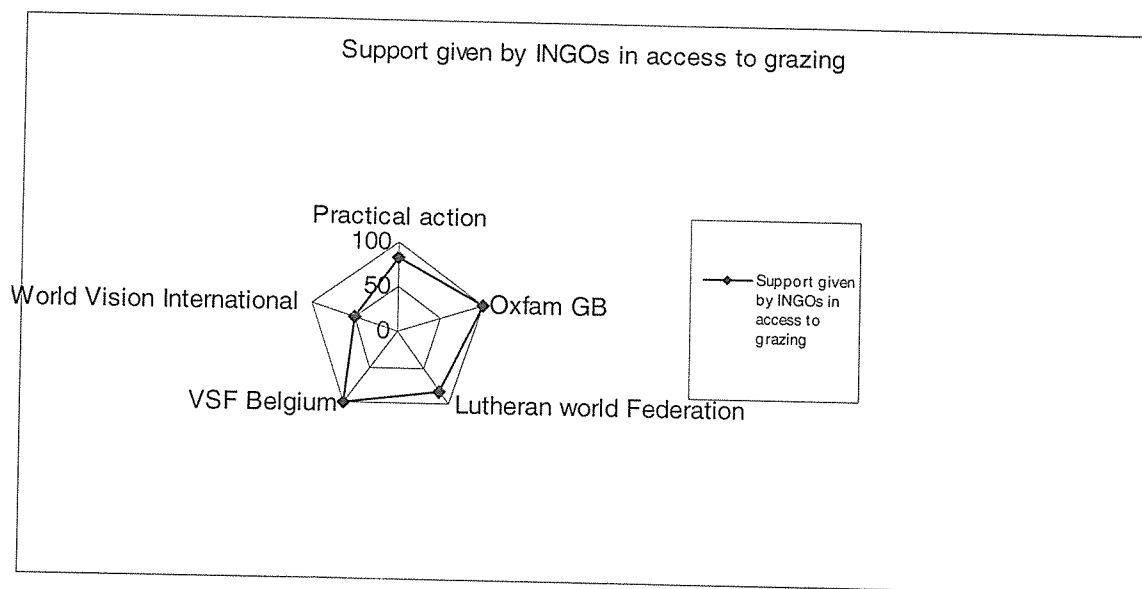 Support given by INGOs in access to grazing
Practical action
100
50
0
World Vision International
Oxfam GB
VSF Belgium
Lutheran world Federation
Support given
by INGOs in
access to
grazing